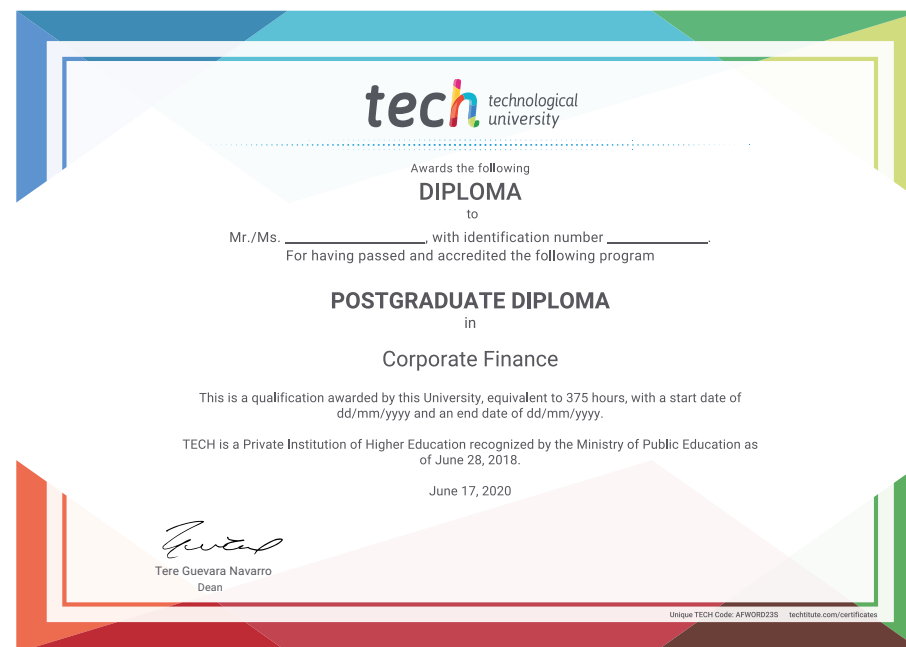 tech technological
university
Awards the following
DIPLOMA
to
Mr./Ms. ____________________, with identification number ______________.
For having passed and accredited the following program
POSTGRADUATE DIPLOMA
in
Corporate Finance
This is a qualification awarded by this University, equivalent to 375 hours, with a start date of
dd/mm/yyyy and an end date of dd/mm/yyyy.
TECH is a Private Institution of Higher Education recognized by the Ministry of Public Education as
of June 28, 2018.
June 17, 2020
Tere Guevara Navarro
Dean
Unique TECH Code: AFWORD23S techtitute.com/certificates